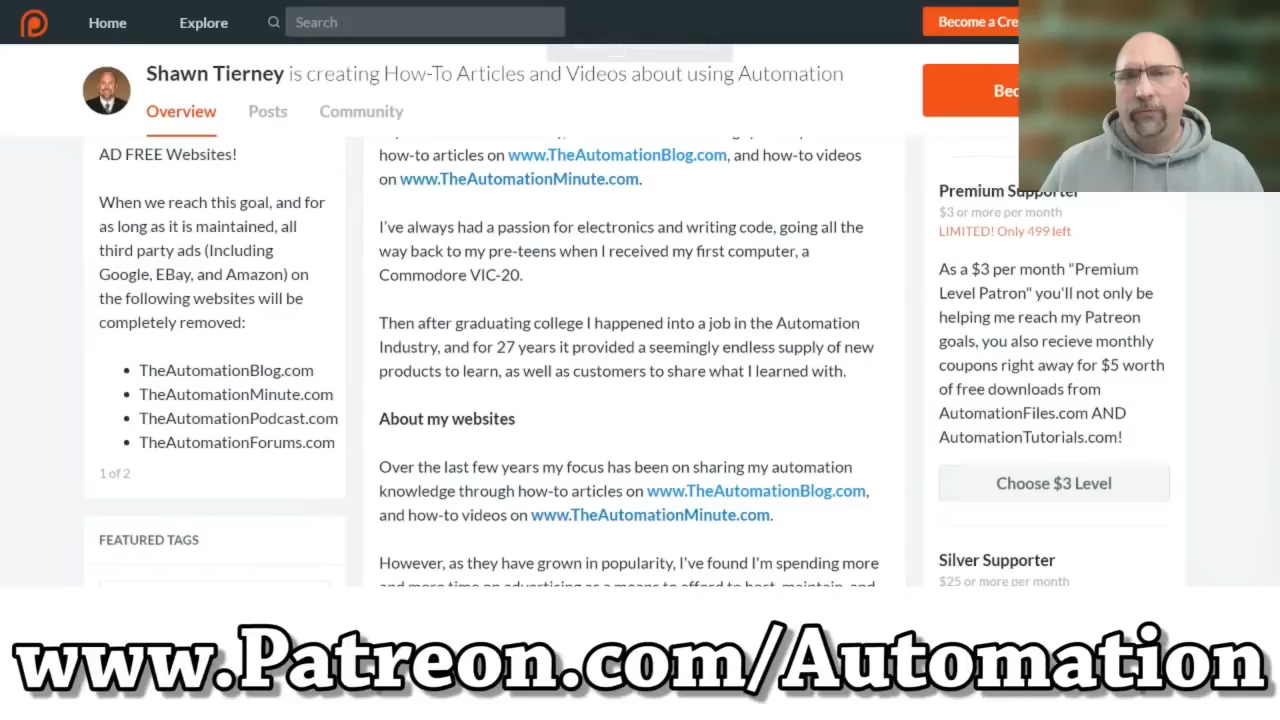 Home
Explore
Search
Become a Cre
Shawn Tierney is creating How-To Articles and Videos about using Automation
Overview
Posts
Community
Bec
AD FREE Websites!
When we reach this goal, and for
as long as it is maintained, all
third party ads (Including
Google, EBay, and Amazon) on
the following websites will be
completely removed:
• TheAutomationBlog.com
• TheAutomationMinute.com
• TheAutomationPodcast.com
• TheAutomationForums.com
1 of 2
FEATURED TAGS
how-to articles on www.TheAutomationBlog.com, and how-to videos
on www.TheAutomationMinute.com.
I've always had a passion for electronics and writing code, going all the
way back to my pre-teens when I received my first computer, a
Commodore VIC-20.
Then after graduating college I happened into a job in the Automation
Industry, and for 27 years it provided a seemingly endless supply of new
products to learn, as well as customers to share what I learned with.
About my websites
Over the last few years my focus has been on sharing my automation
knowledge through how-to articles on www.TheAutomationBlog.com,
and how-to videos on www.TheAutomationMinute.com.
However, as they have grown in popularity, I've found I'm spending more
and more time on advertising as a means to afford to host, maintain, and
Premium Supporter
$3 or more per month
LIMITED! Only 499 left
As a $3 per month "Premium
Level Patron" you'll not only be
helping me reach my Patreon
goals, you also recieve monthly
coupons right away for $5 worth
of free downloads from
AutomationFiles.com AND
AutomationTutorials.com!
Choose $3 Level
Silver Supporter
$25 or more per month
www.Patreon.com/Automation